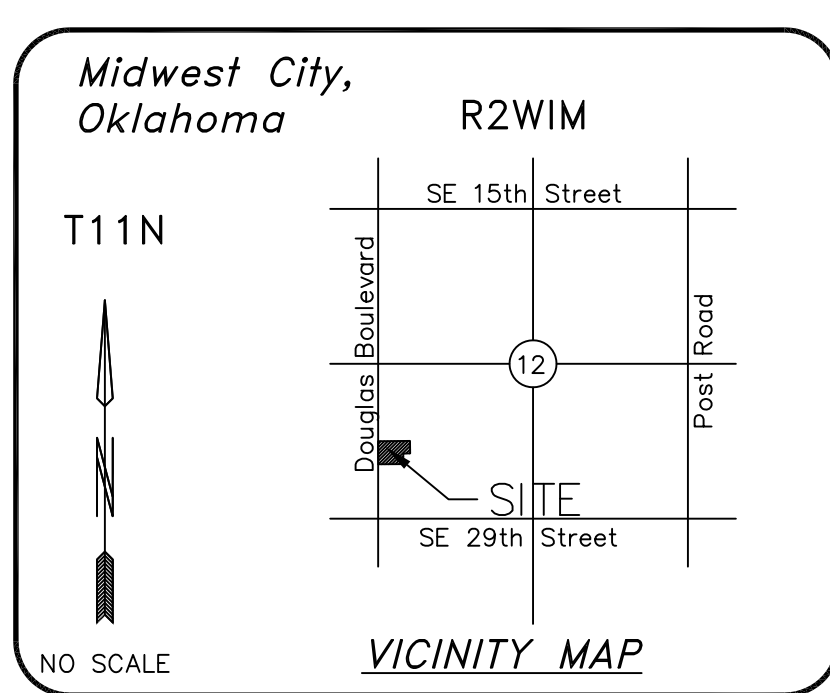 Midwest City,
Oklahoma
R2WIM
T11N
SE 15th Street
Douglas Boulevard
Post Road
12
SITE
SE 29th Street
N
NO SCALE
VICINITY MAP